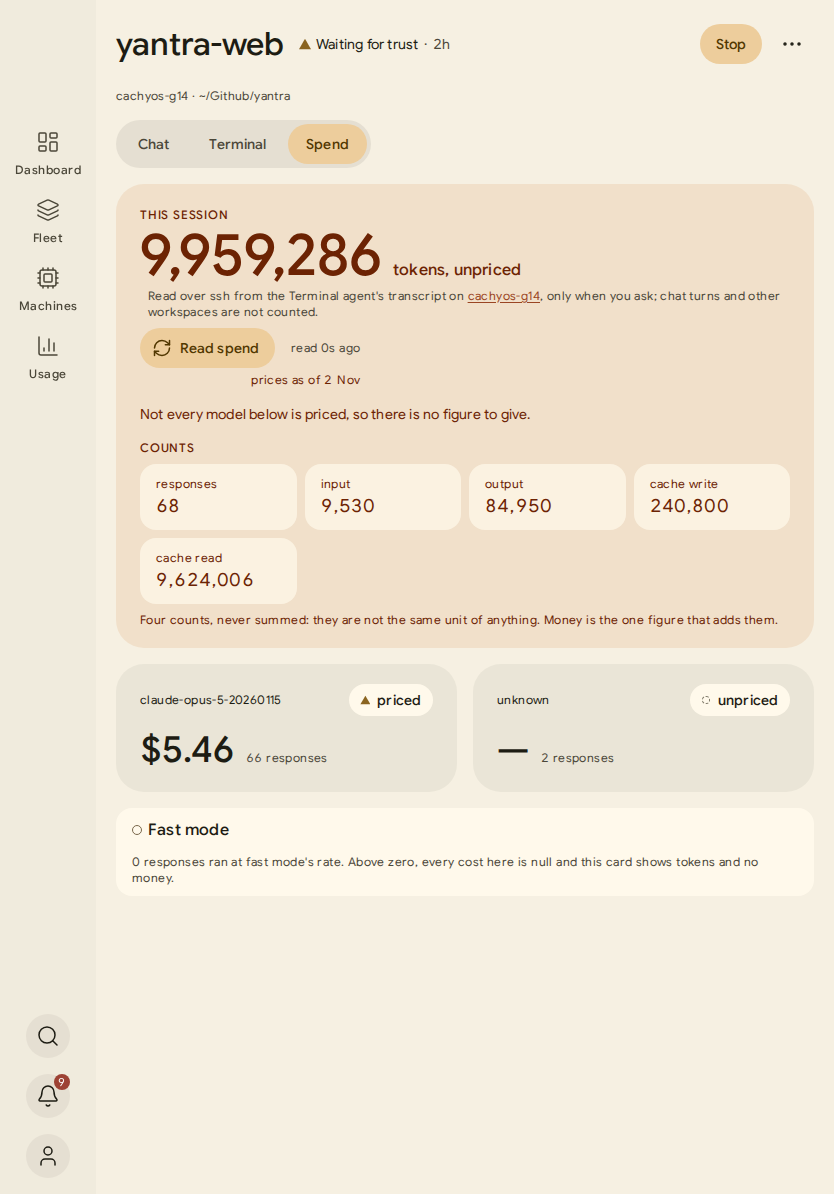 yantra-web
Waiting for trust · 2h
Stop
cachyos-g14 · ~/Github/yantra
Chat
Terminal
Spend
Dashboard
Fleet
Machines
Usage
THIS SESSION
9,959,286 tokens, unpriced
Read over ssh from the Terminal agent's transcript on cachyos-g14, only when you ask; chat turns and other
workspaces are not counted.
Read spend
read 0s ago
prices as of 2 Nov
Not every model below is priced, so there is no figure to give.
COUNTS
responses
68
input
9,530
output
84,950
cache write
240,800
cache read
9,624,006
Four counts, never summed: they are not the same unit of anything. Money is the one figure that adds them.
claude-opus-5-20260115
priced
$5.46 66 responses
unknown
unpriced
— 2 responses
Fast mode
0 responses ran at fast mode's rate. Above zero, every cost here is null and this card shows tokens and no
money.
9